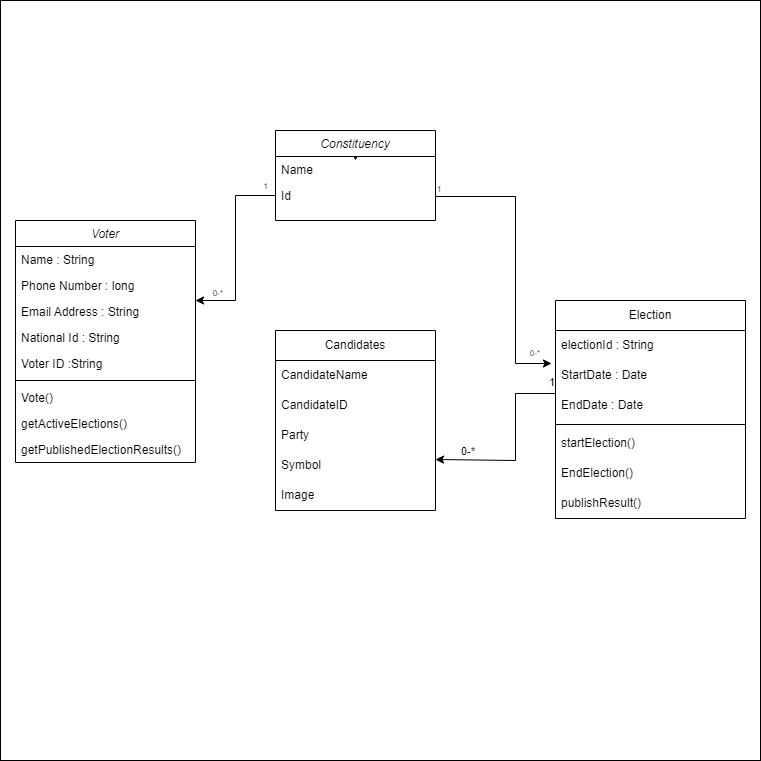 Constituency
Name
Id
1
1
Voter
Name : String
Phone Number : long
Email Address : String
National Id : String
Voter ID :String
Vote()
getActiveElections()
getPublishedElectionResults()
0-*
Candidates
CandidateName
CandidateID
Party
Symbol
Image
0-*
Election
electionId : String
StartDate : Date
EndDate : Date
startElection()
EndElection()
publishResult()
0-*
1